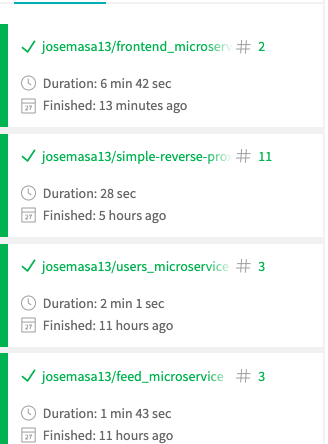 josemasa13/frontend_microserv # 2
Duration: 6 min 42 sec
27 Finished: 13 minutes ago
josemasa13/simple-reverse-pro # 11
Duration: 28 sec
27 Finished: 5 hours ago
josemasa13/users_microservice # 3
Duration: 2 min 1 sec
27 Finished: 11 hours ago
josemasa13/feed_microservice # 3
Duration: 1 min 43 sec
27 Finished: 11 hours ago